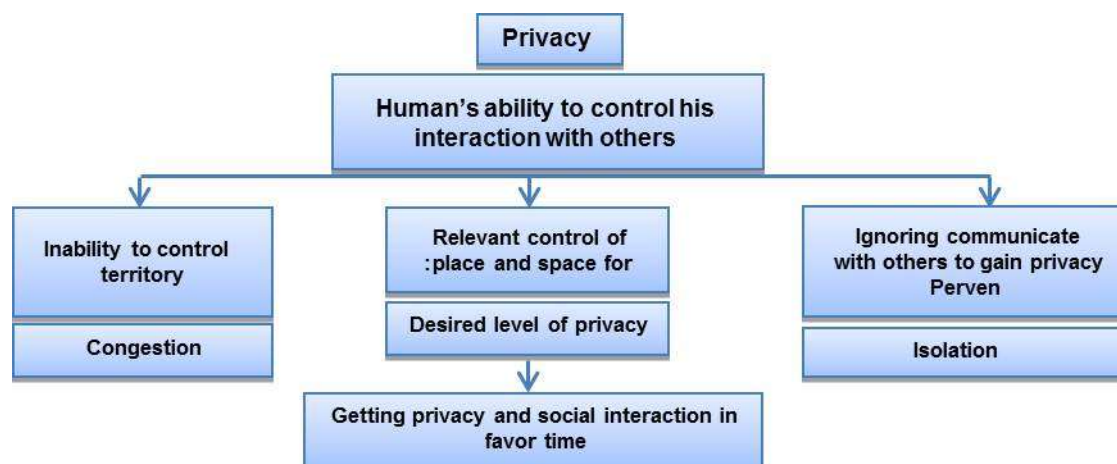 Privacy
Human’s ability to control his
interaction with others
Inability to control
territory
Congestion
Relevant control of
:place and space for
Desired level of privacy
Getting privacy and social interaction in
favor time
Ignoring communicate
with others to gain privacy
Perven
Isolation